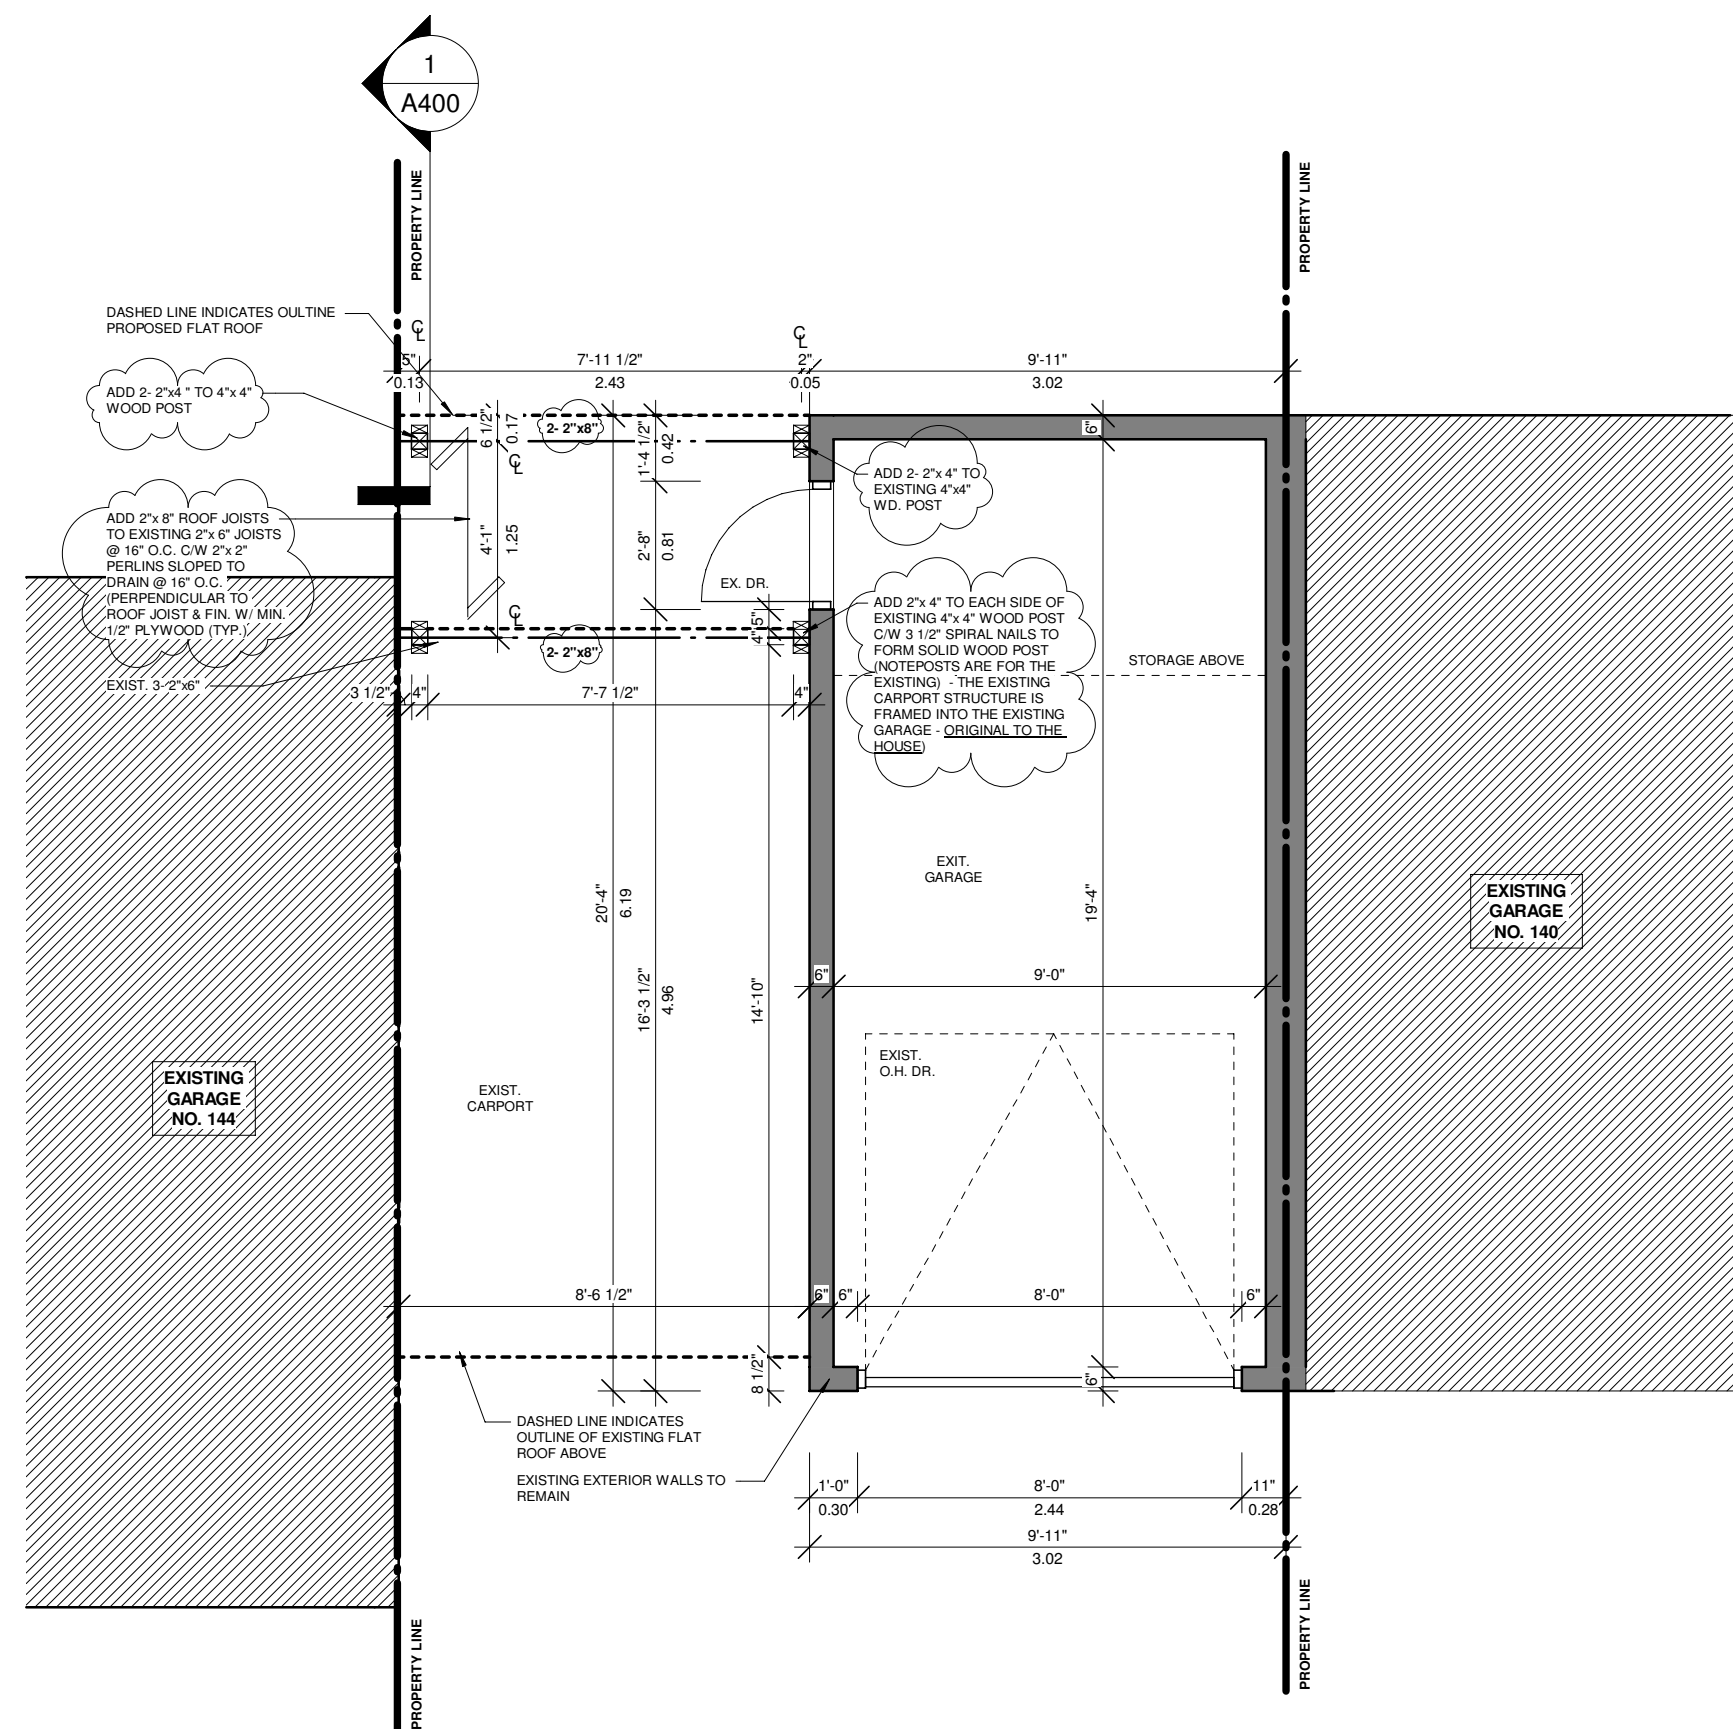 1
A400
PROPERTY LINE
PROPERTY LINE
DASHED LINE INDICATES OULTINE
PROPOSED FLAT ROOF
ADD 2- 2"x4 " TO 4"x 4"
WOOD POST
ADD 2"x 8" ROOF JOISTS
TO EXISTING 2"x 6" JOISTS
@ 16" O.C. C/W 2"x 2"
PERLINS SLOPED TO
DRAIN @ 16" O.C.
(PERPENDICULAR TO
ROOF JOIST & FIN. W/ MIN.
1/2" PLYWOOD (TYP.)
EXIST. 3- 2"x6"
CL
CL
5"
7'-11 1/2"
2"
9'-11"
0.13
2.43
0.05
3.02
6 1/2"
0.17
CL
2- 2"x8"
1'-4 1/2"
0.42
6"
ADD 2- 2"x 4" TO
EXISTING 4"x4"
WD. POST
4'-1"
1.25
2'-8"
0.81
EX. DR.
CL
2- 2"x8"
5"
4"
ADD 2"x 4" TO EACH SIDE OF
EXISTING 4"x 4" WOOD POST
C/W 3 1/2" SPIRAL NAILS TO
FORM SOLID WOOD POST
(NOTEPOSTS ARE FOR THE
EXISTING) - THE EXISTING
CARPORT STRUCTURE IS
FRAMED INTO THE EXISTING
GARAGE - ORIGINAL TO THE
HOUSE)
STORAGE ABOVE
3 1/2"
4"
7'-7 1/2"
4"
EXIT.
GARAGE
20'-4"
6.19
19'-4"
EXISTING
GARAGE
NO. 140
16'-3 1/2"
4.96
14'-10"
6"
9'-0"
EXIST.
O.H. DR.
EXISTING
GARAGE
NO. 144
EXIST.
CARPORT
8'-6 1/2"
6"
6"
8'-0"
6"
8 1/2"
6"
DASHED LINE INDICATES
OUTLINE OF EXISTING FLAT
ROOF ABOVE
EXISTING EXTERIOR WALLS TO
REMAIN
1'-0"
8'-0"
11"
0.30
2.44
0.28
9'-11"
3.02
PROPERTY LINE
PROPERTY LINE